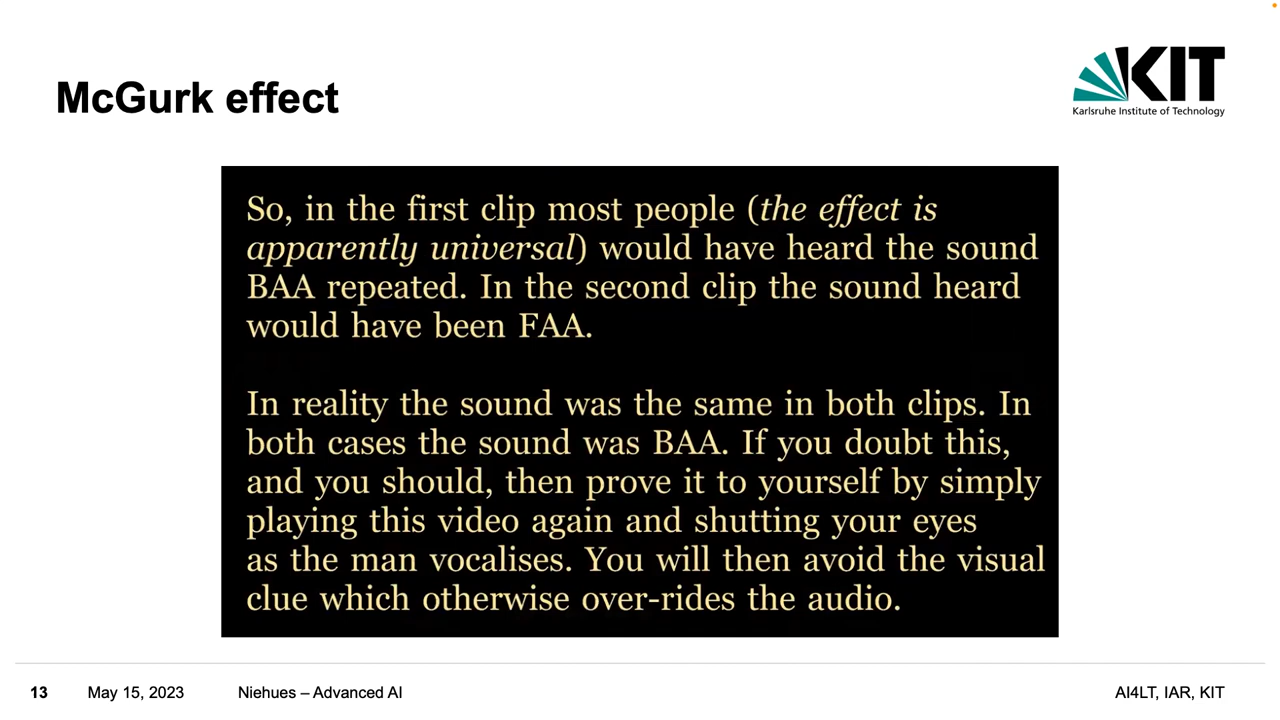 McGurk effect
KIT
Karlsruhe Institute of Technology
So, in the first clip most people (the effect is
apparently universal) would have heard the sound
BAA repeated. In the second clip the sound heard
would have been FAA.
In reality the sound was the same in both clips. In
both cases the sound was BAA. If you doubt this,
and you should, then prove it to yourself by simply
playing this video again and shutting your eyes
as the man vocalises. You will then avoid the visual
clue which otherwise over-rides the audio.
13 May 15, 2023 Niehues – Advanced AI AI4LT, IAR, KIT